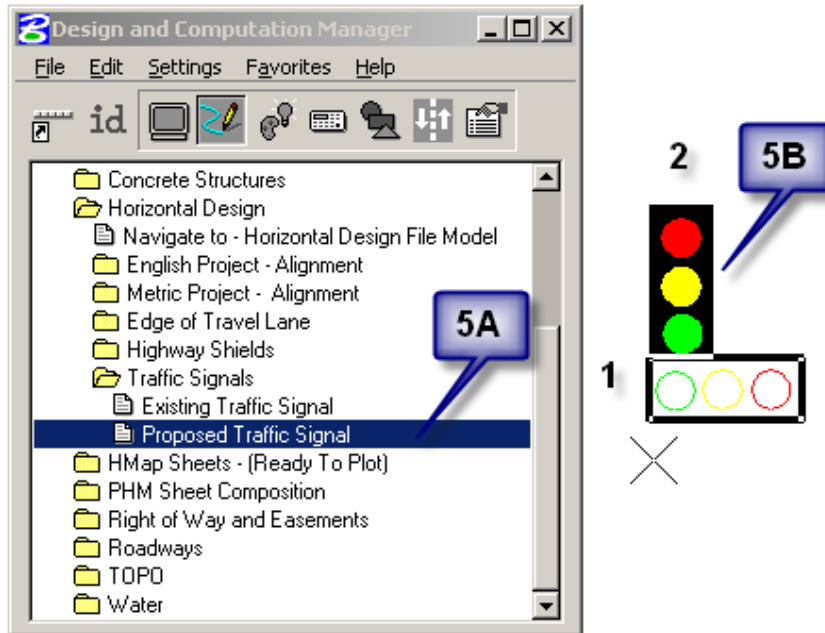 Design and Computation Manager
File Edit Settings Favorites Help
id
Concrete Structures
Horizontal Design
Navigate to - Horizontal Design File Model
English Project - Alignment
Metric Project - Alignment
Edge of Travel Lane
Highway Shields
Traffic Signals
Existing Traffic Signal
Proposed Traffic Signal
HMap Sheets - (Ready To Plot)
PHM Sheet Composition
Right of Way and Easements
Roadways
TOPO
Water
5A
2
5B
1